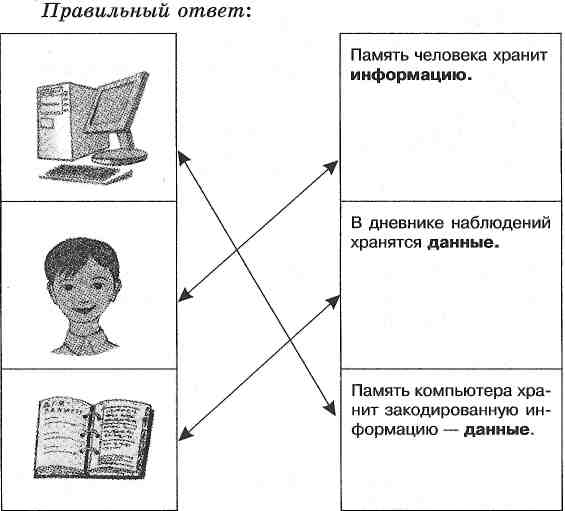 Правильный ответ:
Память человека хранит
информацию.
В дневнике наблюдений
хранятся данные.
Память компьютера хра-
нит закодированную ин-
формацию — данные.